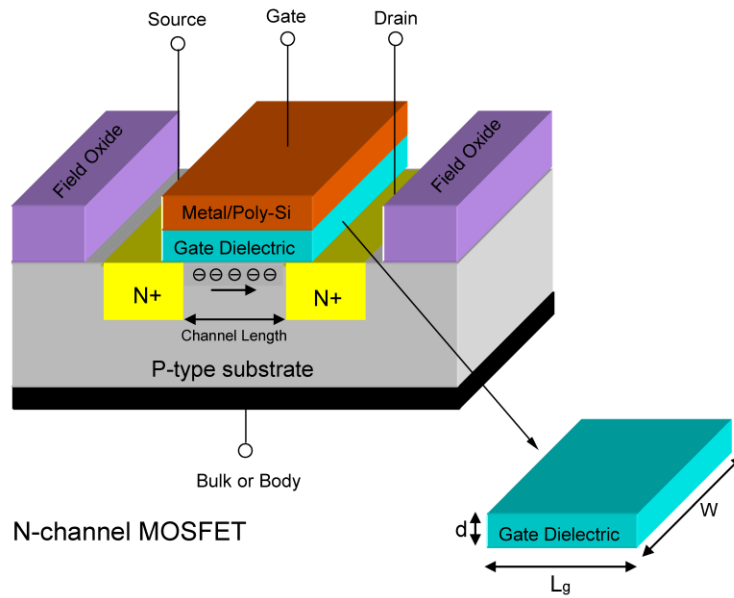 Source
Gate
Drain
Field Oxide
Field Oxide
Metal/Poly-Si
Gate Dielectric
⊖⊖⊖⊖⊖
N+
N+
Channel Length
P-type substrate
Bulk or Body
N-channel MOSFET
d
Gate Dielectric
W
Lg